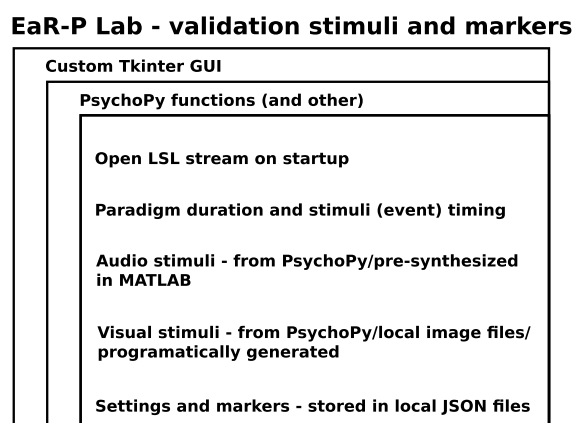 EaR-P Lab - validation stimuli and markers
Custom Tkinter GUI
PsychoPy functions (and other)
Open LSL stream on startup
Paradigm duration and stimuli (event) timing
Audio stimuli - from PsychoPy/pre-synthesized
in MATLAB
Visual stimuli - from PsychoPy/local image files/
programatically generated
Settings and markers - stored in local JSON files